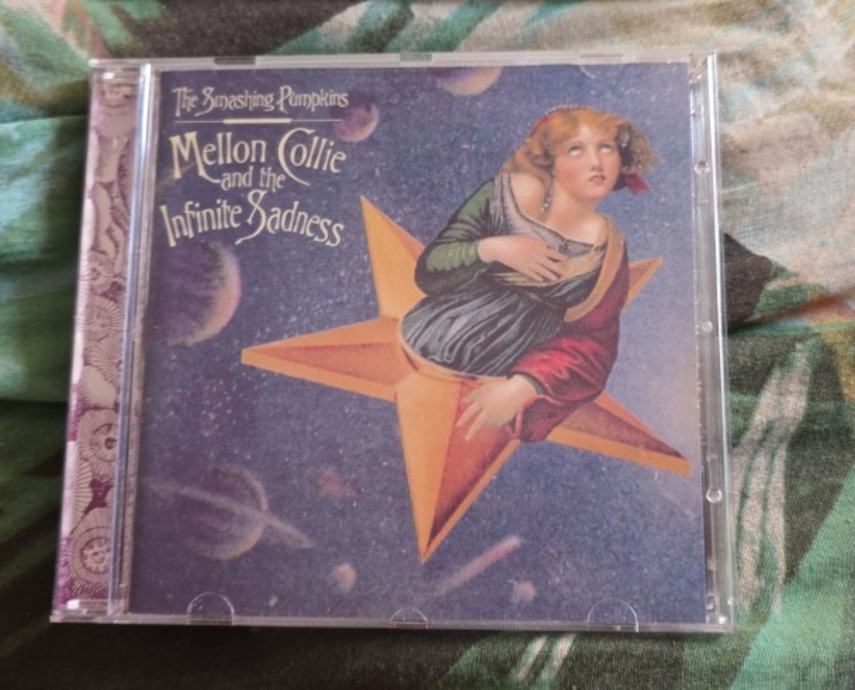 The Smashing Pumpkins
Mellon Collie
and the
Infinite Sadness